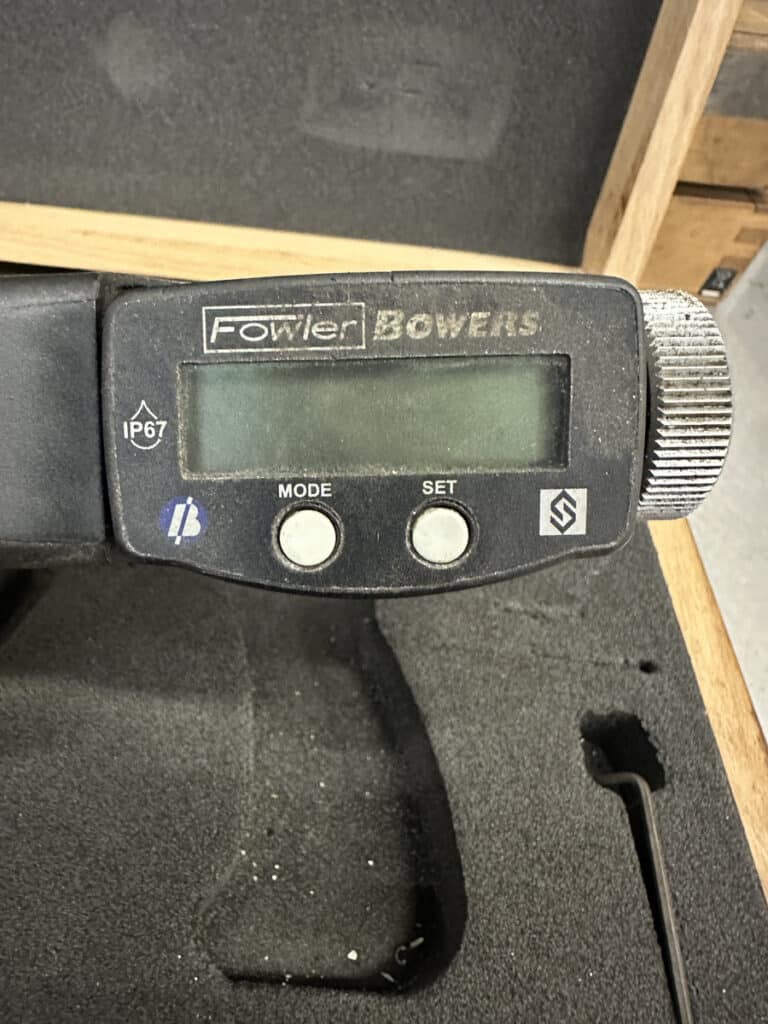 Fowler BOWERS
IP67
MODE SET
B